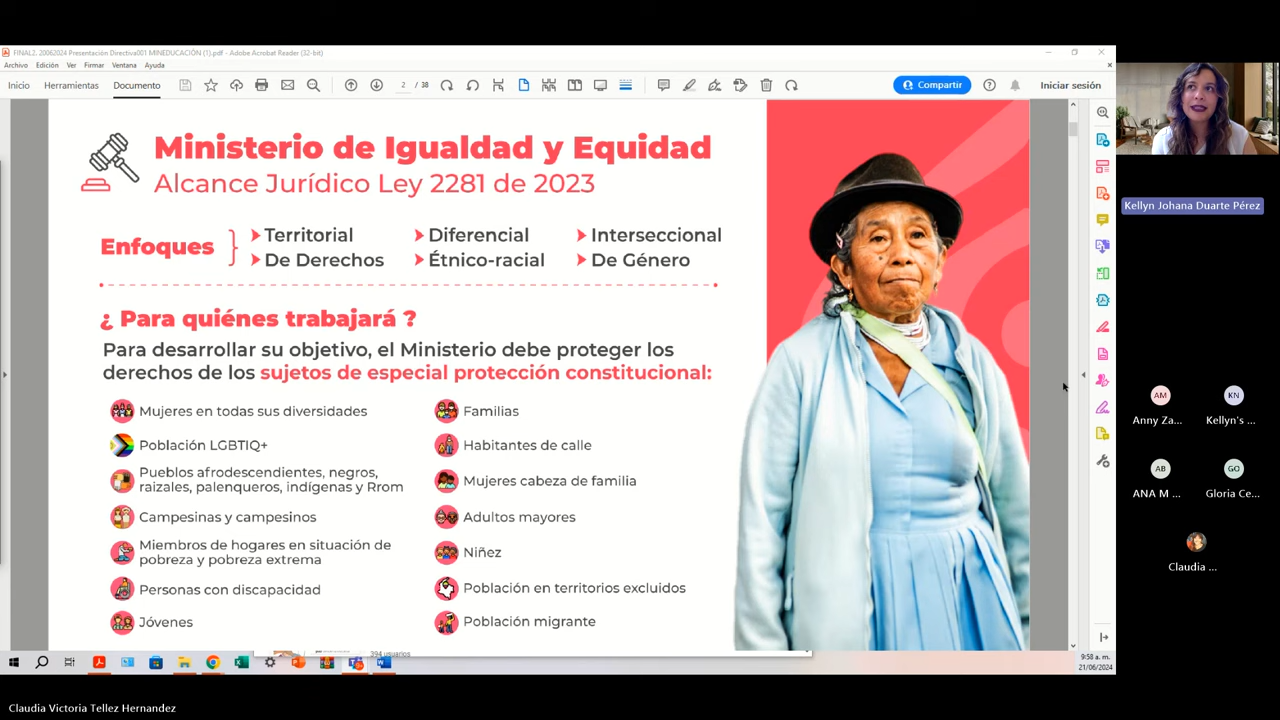 FINAL2. 20062024 Presentación Directiva001 MINEDUCACIÓN (1).pdf - Adobe Acrobat Reader (32-bit)
Archivo Edición Ver Firmar Ventana Ayuda
Inicio Herramientas Documento 2 / 38 Compartir Iniciar sesión
Ministerio de Igualdad y Equidad
Alcance Jurídico Ley 2281 de 2023
Enfoques
Territorial Diferencial Interseccional
De Derechos Étnico-racial De Género
¿ Para quiénes trabajará ?
Para desarrollar su objetivo, el Ministerio debe proteger los
derechos de los sujetos de especial protección constitucional:
Mujeres en todas sus diversidades
Población LGBTIQ+
Pueblos afrodescendientes, negros,
raizales, palenqueros, indígenas y Rrom
Campesinas y campesinos
Miembros de hogares en situación de
pobreza y pobreza extrema
Personas con discapacidad
Jóvenes
Familias
Habitantes de calle
Mujeres cabeza de familia
Adultos mayores
Niñez
Población en territorios excluidos
Población migrante
394 usuarios
9:58 a. m.
21/06/2024
Kellyn Johana Duarte Pérez
AM KN
Anny Za... Kellyn's ...
AB GO
ANA M ... Gloria Ce...
Claudia ...
Claudia Victoria Tellez Hernandez